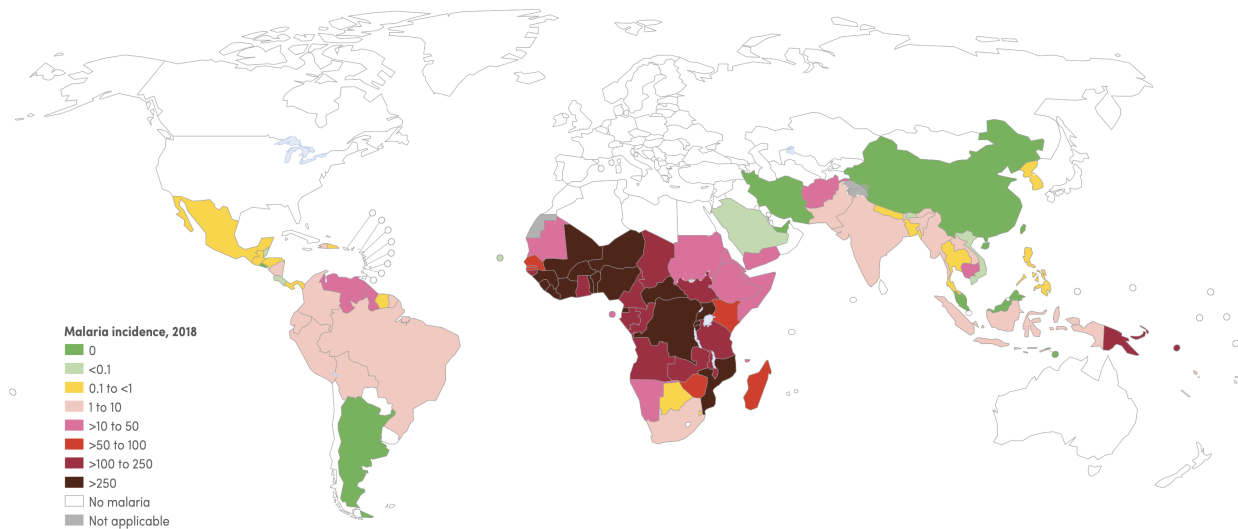 Malaria incidence, 2018
0
<0.1
0.1 to <1
1 to 10
>10 to 50
>50 to 100
>100 to 250
>250
No malaria
Not applicable